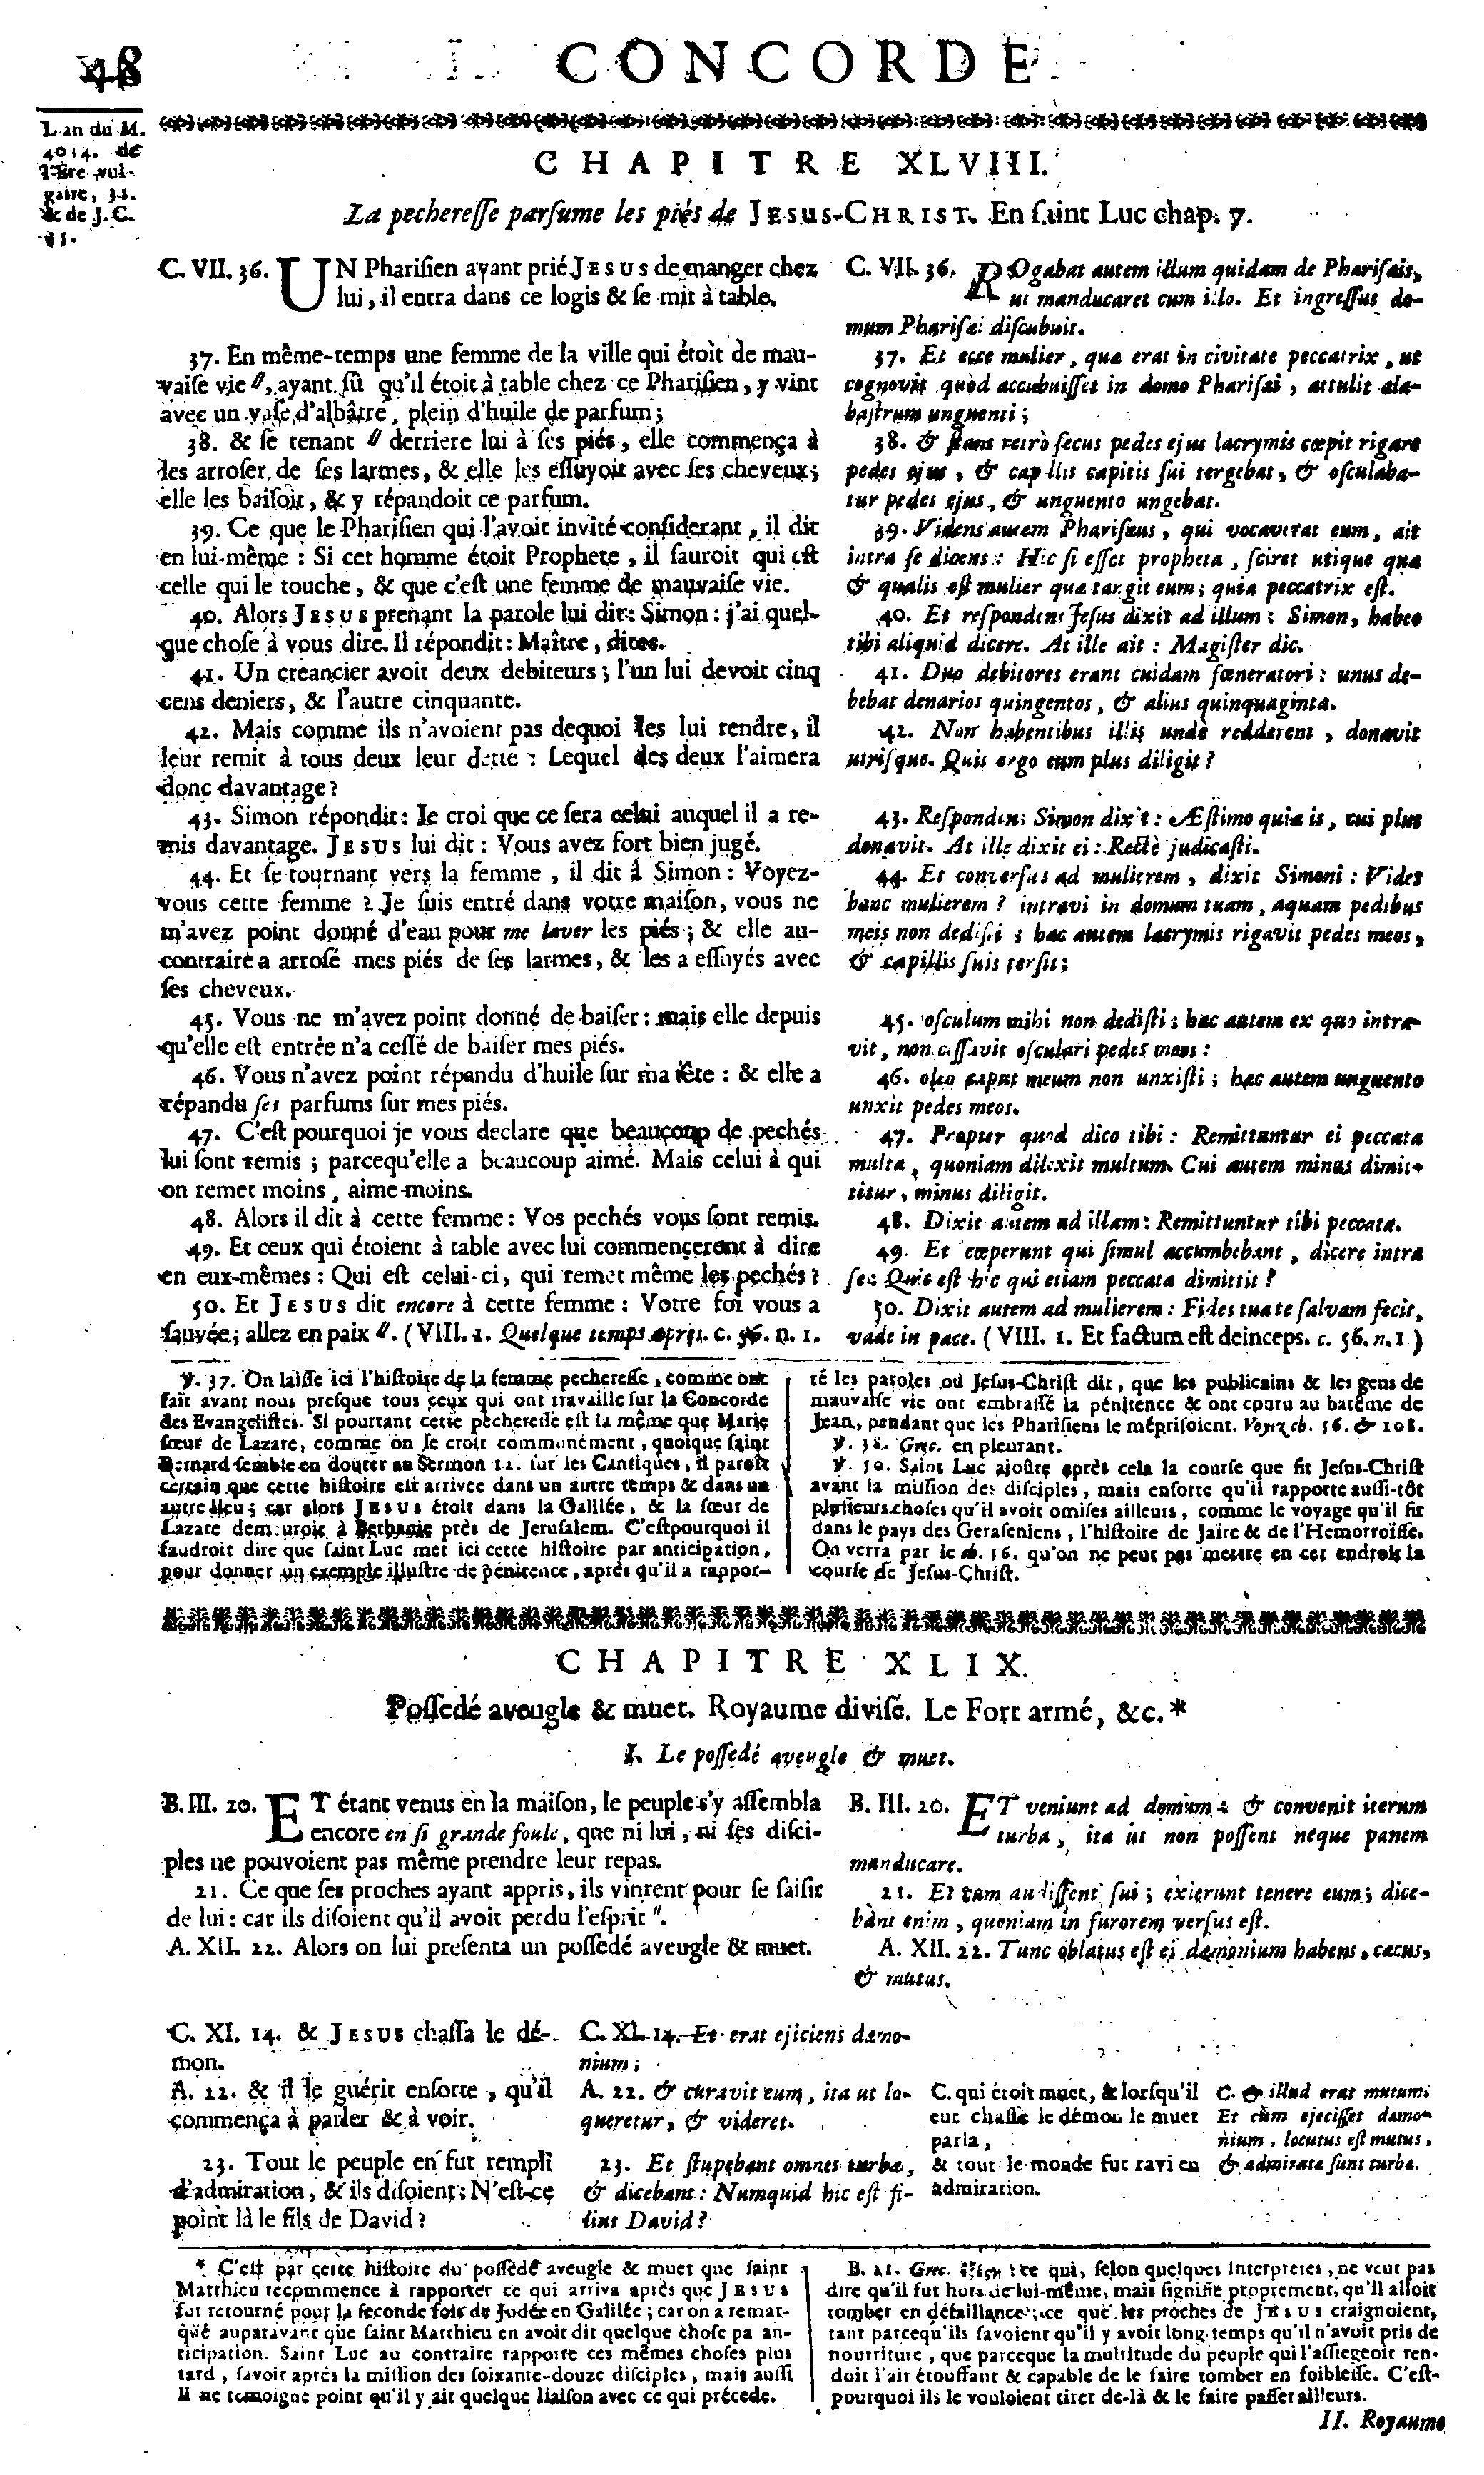 48
CONCORDE
L'an du M.
4034. de
l'Ere vul-
gaire, 31.
& de J.C.
35.
CHAPITRE XLVIII.
La pecheresse parfume les piés de JESUS-CHRIST. En saint Luc chap. 7.
C. VII. 36. UN Pharisien ayant prié JESUS de manger chez
lui, il entra dans ce logis & se mit à table.
37. En même-temps une femme de la ville qui étoit de mau-
vaise vie ", ayant sû qu'il étoit à table chez ce Pharisien, y vint
avec un vase d'albâtre, plein d'huile de parfum;
38. & se tenant " derriere lui à ses piés, elle commença à
les arroser de ses larmes, & elle les essuyoit avec ses cheveux;
elle les baisoit, & y répandoit ce parfum.
39. Ce que le Pharisien qui l'avoit invité considerant, il dit
en lui-même : Si cet homme étoit Prophete, il sauroit qui est
celle qui le touche, & que c'est une femme de mauvaise vie.
40. Alors JESUS prenant la parole lui dit: Simon: j'ai quel-
que chose à vous dire. Il répondit: Maître, dites.
41. Un creancier avoit deux debiteurs; l'un lui devoit cinq
cens deniers, & l'autre cinquante.
42. Mais comme ils n'avoient pas dequoi les lui rendre, il
leur remit à tous deux leur dette : Lequel des deux l'aimera
donc davantage?
43. Simon répondit: Je croi que ce sera celui auquel il a re-
mis davantage. JESUS lui dit : Vous avez fort bien jugé.
44. Et se tournant vers la femme, il dit à Simon: Voyez-
vous cette femme? Je suis entré dans votre maison, vous ne
m'avez point donné d'eau pour me laver les piés; & elle au-
contraire a arrosé mes piés de ses larmes, & les a essuyés avec
ses cheveux.
45. Vous ne m'avez point donné de baiser: mais elle depuis
qu'elle est entrée n'a cessé de baiser mes piés.
46. Vous n'avez point répandu d'huile sur ma tête : & elle a
répandu ses parfums sur mes piés.
47. C'est pourquoi je vous declare que beaucoup de pechés
lui sont remis; parcequ'elle a beaucoup aimé. Mais celui à qui
on remet moins, aime moins.
48. Alors il dit à cette femme: Vos pechés vous sont remis.
49. Et ceux qui étoient à table avec lui commencerent à dire
en eux-mêmes : Qui est celui-ci, qui remet même les pechés?
50. Et JESUS dit encore à cette femme: Votre foi vous a
sauvée; allez en paix ". (VIII. 1. Quelque temps après. c. 56. n. 1.
C. VII. 36. ROgabat autem illum quidam de Pharisæis,
ut manducaret cum illo. Et ingressus do-
mum Pharisæi discubuit.
37. Et ecce mulier, quæ erat in civitate peccatrix, ut
cognovit quòd accubuisset in domo Pharisæi, attulit ala-
bastrum unguenti;
38. & stans retrò secus pedes ejus lacrymis cœpit rigare
pedes ejus, & capillis capitis sui tergebat, & osculaba-
tur pedes ejus, & unguento ungebat.
39. Videns autem Pharisæus, qui vocaverat eum, ait
intra se dicens: Hic si esset propheta, sciret utique quæ
& qualis est mulier quæ tangit eum; quia peccatrix est.
40. Et respondens Jesus dixit ad illum: Simon, habeo
tibi aliquid dicere. At ille ait : Magister dic.
41. Duo debitores erant cuidam fœneratori: unus de-
bebat denarios quingentos, & alius quinquaginta.
42. Non habentibus illis unde redderent, donavit
utrisque. Quis ergo eum plus diligit?
43. Respondens Simon dixit: Æstimo quia is, cui plus
donavit. At ille dixit ei: Rectè judicasti.
44. Et conversus ad mulierem, dixit Simoni: Vides
hanc mulierem? intravi in domum tuam, aquam pedibus
meis non dedisti; hæc autem lacrymis rigavit pedes meos,
& capillis suis tersit;
45. osculum mihi non dedisti; hæc autem ex quo intra-
vit, non cessavit osculari pedes meos:
46. oleo caput meum non unxisti; hæc autem unguento
unxit pedes meos.
47. Propter quod dico tibi: Remittuntur ei peccata
multa, quoniam dilexit multum. Cui autem minus dimit-
titur, minus diligit.
48. Dixit autem ad illam: Remittuntur tibi peccata.
49. Et cœperunt qui simul accumbebant, dicere intra
se: Quis est hic qui etiam peccata dimittit?
50. Dixit autem ad mulierem: Fides tua te salvam fecit,
vade in pace. (VIII. 1. Et factum est deinceps. c. 56. n. 1)
℣. 37. On laisse ici l'histoire de la femme pecheresse, comme ont
fait avant nous presque tous ceux qui ont travaillé sur la Concorde
des Evangelistes. Si pourtant cette pecheresse est la même que Marie
sœur de Lazare, comme on le croit communément, quoique saint
Bernard semble en douter au Sermon 12. sur les Cantiques, il paroît
certain que cette histoire est arrivée dans un autre temps & dans un
autre lieu; car alors JESUS étoit dans la Galilée, & la sœur de
Lazare demeuroit à Bethanie près de Jerusalem. C'estpourquoi il
faudroit dire que saint Luc met ici cette histoire par anticipation,
pour donner un exemple illustre de pénitence, après qu'il a rappor-
té les paroles où Jesus-Christ dit, que les publicains & les gens de
mauvaise vie ont embrassé la pénitence & ont couru au batême de
Jean, pendant que les Pharisiens le méprisoient. Voyez ch. 56. & 108.
℣. 38. Grec. en pleurant.
℣. 50. Saint Luc ajoûte après cela la course que fit Jesus-Christ
avant la mission des disciples, mais ensorte qu'il rapporte aussi-tôt
plusieurs choses qu'il avoit omises ailleurs, comme le voyage qu'il fit
dans le pays des Geraseniens, l'histoire de Jaire & de l'Hemorroïsse.
On verra par le ch. 56. qu'on ne peut pas mettre en cet endroit la
course de Jesus-Christ.
CHAPITRE XLIX.
Possedé aveugle & muet. Royaume divisé. Le Fort armé, &c. *
I. Le possedé aveugle & muet.
B. III. 20. ET étant venus en la maison, le peuple s'y assembla
encore en si grande foule, que ni lui, ni ses disci-
ples ne pouvoient pas même prendre leur repas.
21. Ce que ses proches ayant appris, ils vinrent pour se saisir
de lui: car ils disoient qu'il avoit perdu l'esprit ".
A. XII. 22. Alors on lui presenta un possedé aveugle & muet.
B. III. 20. ET veniunt ad domum: & convenit iterum
turba, ita ut non possent neque panem
manducare.
21. Et cum audissent sui; exierunt tenere eum; dice-
bant enim, quoniam in furorem versus est.
A. XII. 22. Tunc oblatus est ei dæmonium habens, cæcus,
& mutus.
C. XI. 14. & JESUS chassa le dé-
mon.
A. 22. & il le guérit ensorte, qu'il
commença à parler & à voir.
23. Tout le peuple en fut rempli
d'admiration, & ils disoient: N'est-ce
point là le fils de David?
C. XI. 14. Et erat ejiciens dæmo-
nium;
A. 22. & curavit eum, ita ut lo-
queretur, & videret.
23. Et stupebant omnes turbæ,
& dicebant: Numquid hic est fi-
lius David?
C. qui étoit muet, & lorsqu'il
eut chassé le démon le muet
parla,
& tout le monde fut ravi en
admiration.
C. & illud erat mutum:
Et cùm ejecisset dæmo-
nium, locutus est mutus,
& admiratæ sunt turbæ.
* C'est par cette histoire du possedé aveugle & muet que saint
Matthieu recommence à rapporter ce qui arriva après que JESUS
fut retourné pour la seconde fois de Judée en Galilée; car on a remar-
qué auparavant que saint Matthieu en avoit dit quelque chose pa an-
ticipation. Saint Luc au contraire rapporte ces mêmes choses plus
tard, savoir après la mission des soixante-douze disciples, mais aussi
il ne temoigne point qu'il y ait quelque liaison avec ce qui précede.
B. 21. Grec. ce qui, selon quelques Interpretes, ne veut pas
dire qu'il fut hors de lui-même, mais signifie proprement, qu'il alloit
tomber en défaillance; ce que les proches de JESUS craignoient,
tant parcequ'ils savoient qu'il y avoit long-temps qu'il n'avoit pris de
nourriture, que parceque la multitude du peuple qui l'assiegeoit ren-
doit l'air étouffant & capable de le faire tomber en foiblesse. C'est-
pourquoi ils le vouloient tirer de-là & le faire passer ailleurs.
II. Royaume